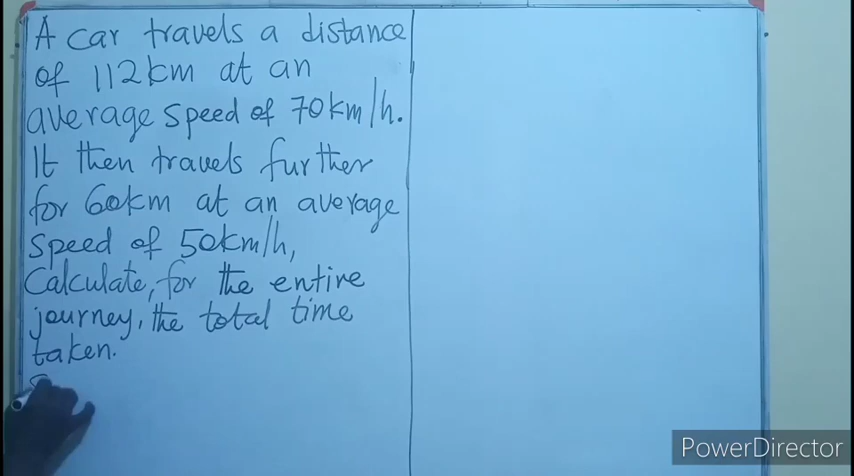 A car travels a distance
of 112km at an
average speed of 70km/h.
It then travels further
for 60km at an average
speed of 50km/h,
Calculate, for the entire
journey, the total time
taken.
PowerDirector